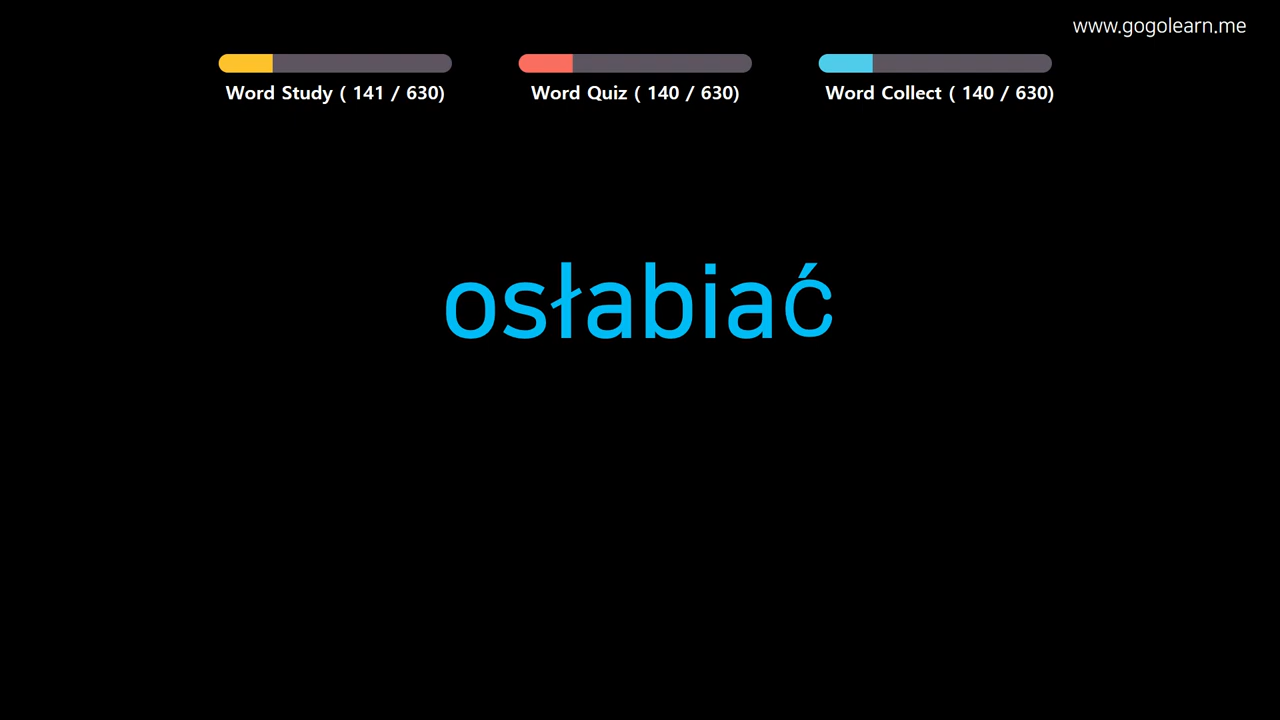 www.gogolearn.me
Word Study ( 141 / 630)
Word Quiz ( 140 / 630)
Word Collect ( 140 / 630)
osłabiać